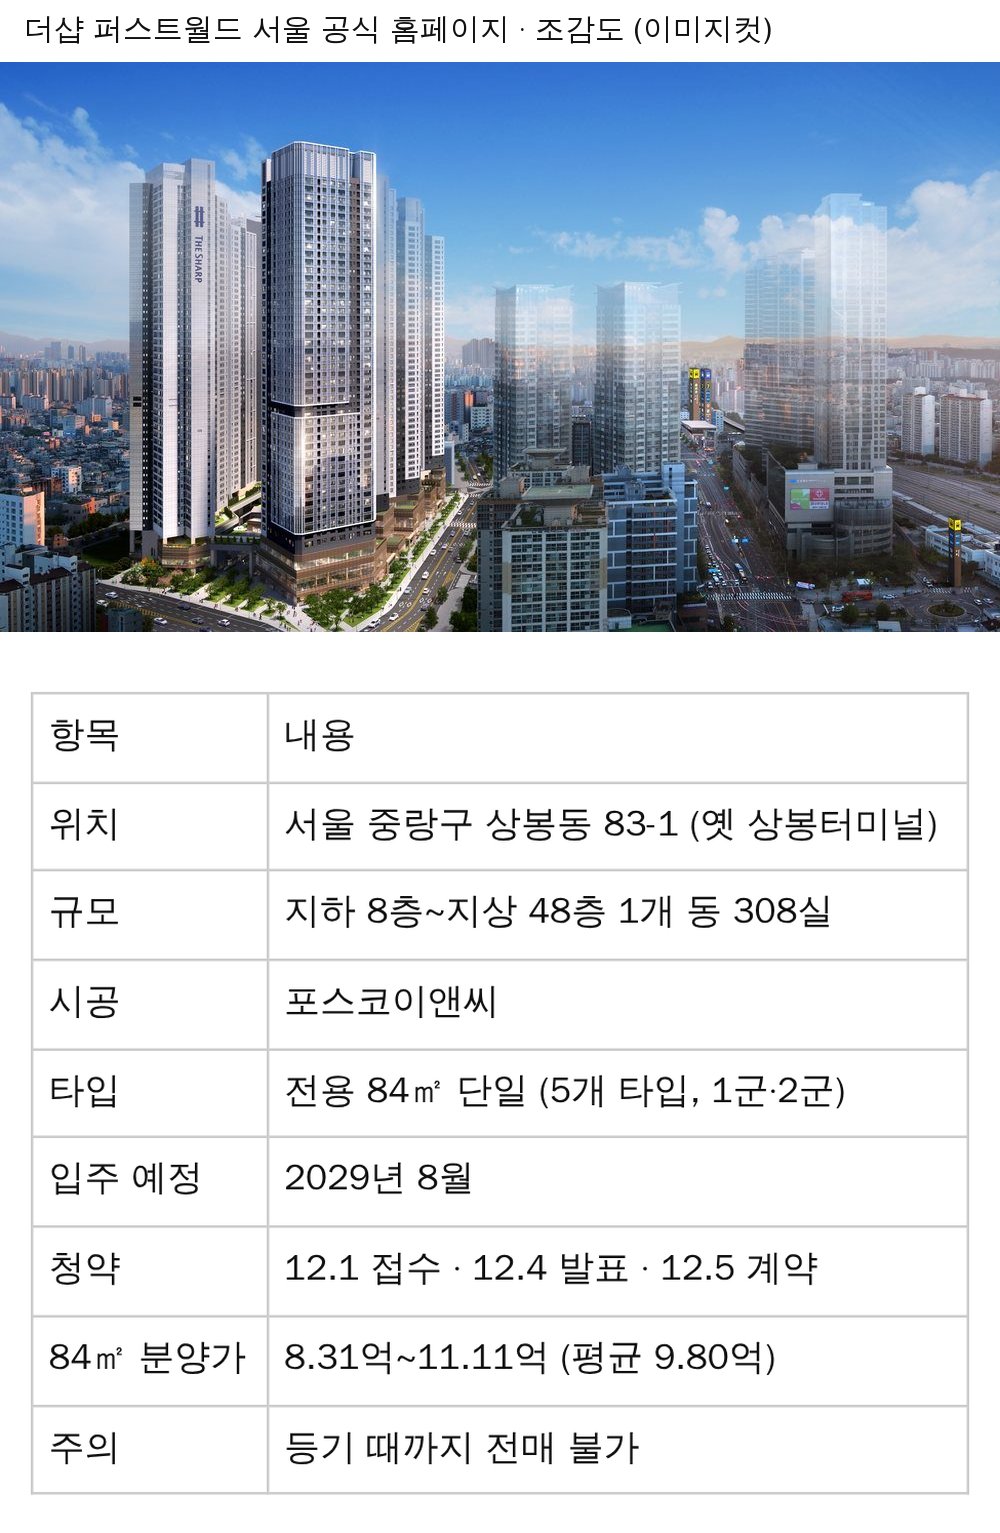 더샵 퍼스트월드 서울 공식 홈페이지 · 조감도 (이미지컷)
THE SHARP
항목 내용
위치 서울 중랑구 상봉동 83-1 (옛 상봉터미널)
규모 지하 8층~지상 48층 1개 동 308실
시공 포스코이앤씨
타입 전용 84㎡ 단일 (5개 타입, 1군·2군)
입주 예정 2029년 8월
청약 12.1 접수 · 12.4 발표 · 12.5 계약
84㎡ 분양가 8.31억~11.11억 (평균 9.80억)
주의 등기 때까지 전매 불가